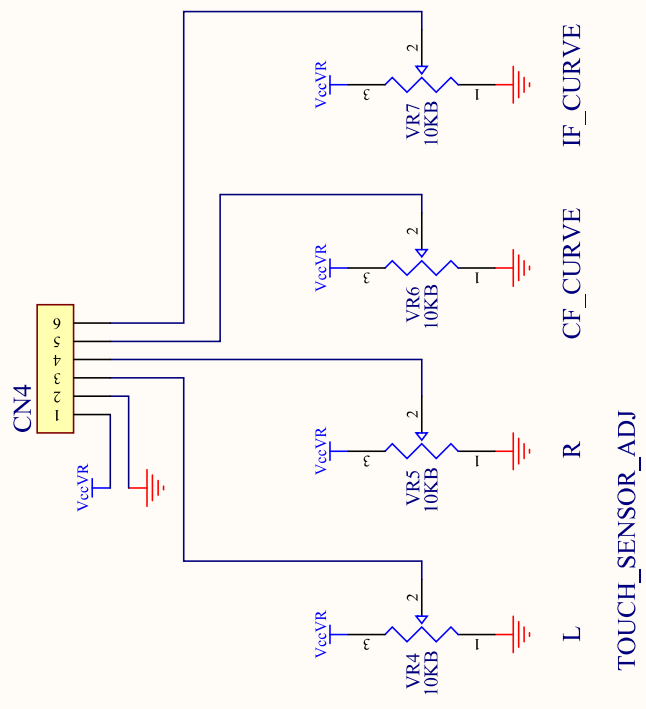 CN4
1
2
3
4
5
6
VccVR
VccVR
3
2
1
VR4
10KB
L
VccVR
3
2
1
VR5
10KB
R
TOUCH_SENSOR_ADJ
VccVR
3
2
1
VR6
10KB
CF_CURVE
VccVR
3
2
1
VR7
10KB
IF_CURVE